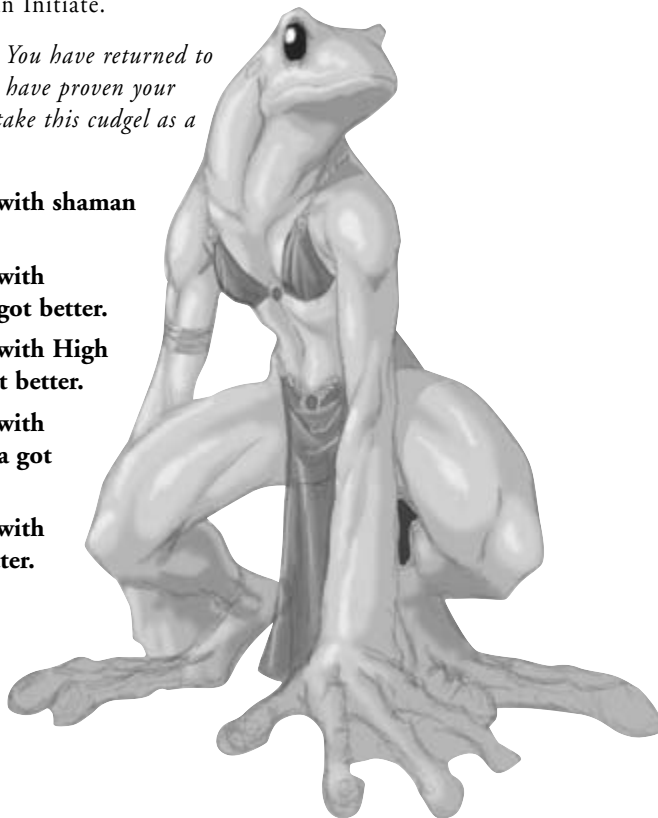 n Initiate.
You have returned to
have proven your
take this cudgel as a
with shaman
with
got better.
with High
t better.
with
a got
with
tter.